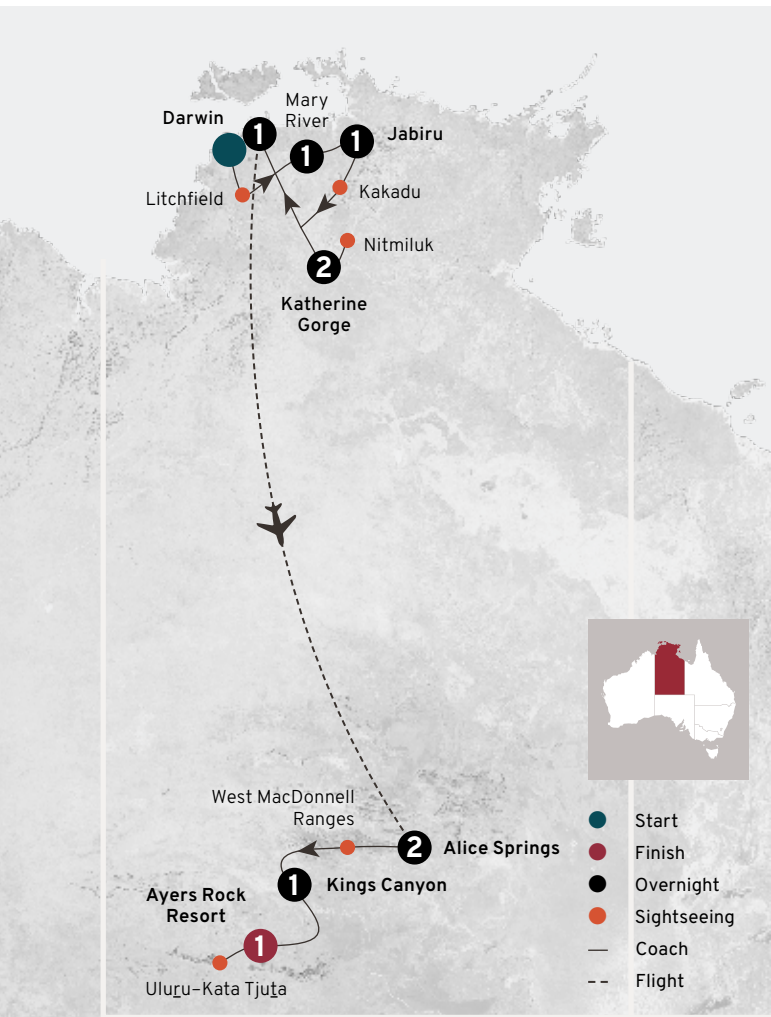 Mary
River
Darwin
1
1
1
Jabiru
Litchfield
Kakadu
Nitmiluk
2
Katherine
Gorge
West MacDonnell
Ranges
2
Alice Springs
1
Kings Canyon
Ayers Rock
Resort
1
Uluṟu–Kata Tjuṯa
Start
Finish
Overnight
Sightseeing
Coach
Flight